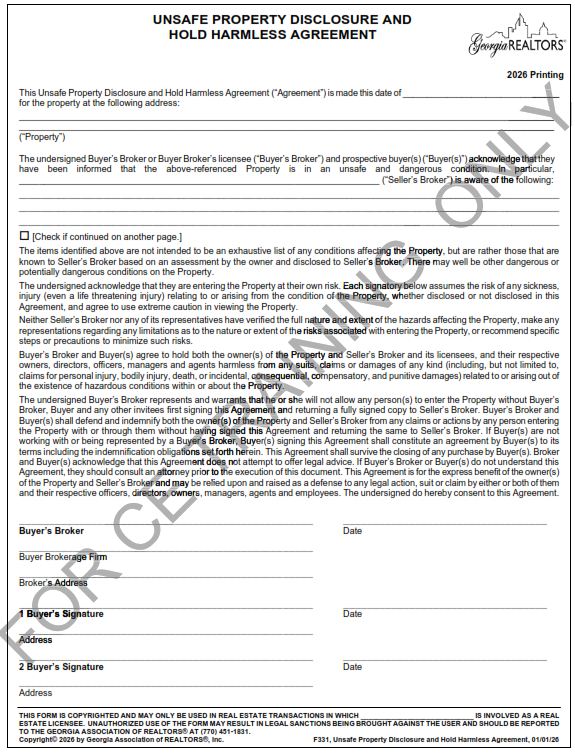 UNSAFE PROPERTY DISCLOSURE AND
HOLD HARMLESS AGREEMENT
Georgia REALTORS®
2026 Printing
This Unsafe Property Disclosure and Hold Harmless Agreement (“Agreement”) is made this date of
for the property at the following address:
(“Property”)
The undersigned Buyer’s Broker or Buyer Broker’s licensee (“Buyer’s Broker”) and prospective buyer(s) (“Buyer(s)”) acknowledge that they
have been informed that the above-referenced Property is in an unsafe and dangerous condition. In particular,
(“Seller’s Broker”) is aware of the following:
[Check if continued on another page.]
The items identified above are not intended to be an exhaustive list of any conditions affecting the Property, but are rather those that are
known to Seller’s Broker based on an assessment by the owner and disclosed to Seller’s Broker. There may well be other dangerous or
potentially dangerous conditions on the Property.
The undersigned acknowledge that they are entering the Property at their own risk. Each signatory below assumes the risk of any sickness,
injury (even a life threatening injury) relating to or arising from the condition of the Property, whether disclosed or not disclosed in this
Agreement, and agree to use extreme caution in viewing the Property.
Neither Seller’s Broker nor any of its representatives have verified the full nature and extent of the hazards affecting the Property, make any
representations regarding any limitations as to the nature or extent of the risks associated with entering the Property, or recommend specific
steps or precautions to minimize such risks.
Buyer’s Broker and Buyer(s) agree to hold both the owner(s) of the Property and Seller’s Broker and its licensees, and their respective
owners, directors, officers, managers and agents harmless from any suits, claims or damages of any kind (including, but not limited to,
claims for personal injury, bodily injury, death, or incidental, consequential, compensatory, and punitive damages) related to or arising out of
the existence of hazardous conditions within or about the Property.
The undersigned Buyer’s Broker represents and warrants that he or she will not allow any person(s) to enter the Property without Buyer’s
Broker, Buyer and any other invitees first signing this Agreement and returning a fully signed copy to Seller’s Broker. Buyer’s Broker and
Buyer(s) shall defend and indemnify both the owner(s) of the Property and Seller’s Broker from any claims or actions by any person entering
the Property with or through them without having signed this Agreement and returning the same to Seller’s Broker. If Buyer(s) are not
working with or being represented by a Buyer’s Broker, Buyer(s) signing this Agreement shall constitute an agreement by Buyer(s) to its
terms including the indemnification obligations set forth herein. This Agreement shall survive the closing of any purchase by Buyer(s). Broker
and Buyer(s) acknowledge that this Agreement does not attempt to offer legal advice. If Buyer’s Broker or Buyer(s) do not understand this
Agreement, they should consult an attorney prior to the execution of this document. This Agreement is for the express benefit of the owner(s)
of the Property and Seller’s Broker and may be relied upon and raised as a defense to any legal action, suit or claim by either or both of them
and their respective officers, directors, owners, managers, agents and employees. The undersigned do hereby consent to this Agreement.
Buyer’s Broker Date
Buyer Brokerage Firm
Broker’s Address
1 Buyer’s Signature Date
Address
2 Buyer’s Signature Date
Address
THIS FORM IS COPYRIGHTED AND MAY ONLY BE USED IN REAL ESTATE TRANSACTIONS IN WHICH IS INVOLVED AS A REAL
ESTATE LICENSEE. UNAUTHORIZED USE OF THE FORM MAY RESULT IN LEGAL SANCTIONS BEING BROUGHT AGAINST THE USER AND SHOULD BE REPORTED
TO THE GEORGIA ASSOCIATION OF REALTORS® AT (770) 451-1831.
Copyright© 2026 by Georgia Association of REALTORS®, Inc. F331, Unsafe Property Disclosure and Hold Harmless Agreement, 01/01/26
FOR CE TRAINING ONLY